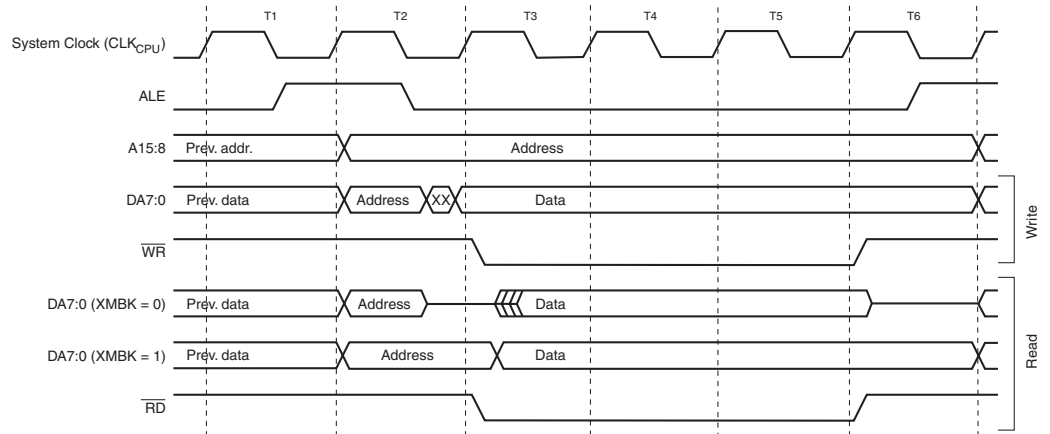 T1 T2 T3 T4 T5 T6
System Clock (CLKCPU)
ALE
A15:8 Prev. addr. Address
DA7:0 Prev. data Address XX Data
WR
Write
DA7:0 (XMBK = 0) Prev. data Address Data
DA7:0 (XMBK = 1) Prev. data Address Data
RD
Read